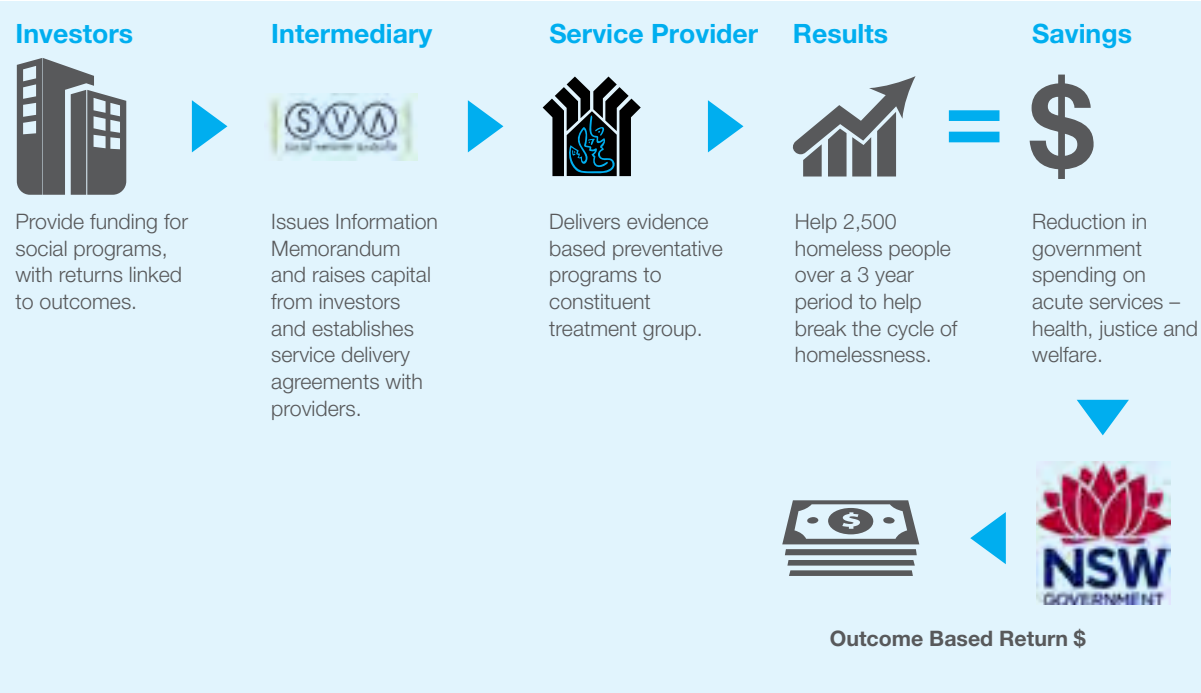 Investors
Provide funding for
social programs,
with returns linked
to outcomes.
Intermediary
SVA
social ventures australia
Issues Information
Memorandum
and raises capital
from investors
and establishes
service delivery
agreements with
providers.
Service Provider
Delivers evidence
based preventative
programs to
constituent
treatment group.
Results
=
Help 2,500
homeless people
over a 3 year
period to help
break the cycle of
homelessness.
Savings
$
Reduction in
government
spending on
acute services –
health, justice and
welfare.
NSW
GOVERNMENT
$
Outcome Based Return $